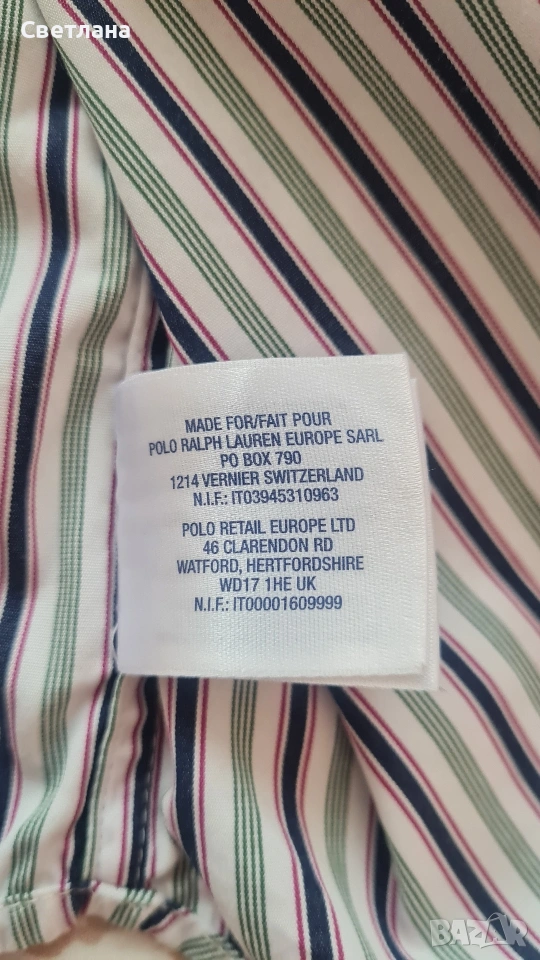 Светлана
MADE FOR/FAIT POUR
POLO RALPH LAUREN EUROPE SARL
PO BOX 790
1214 VERNIER SWITZERLAND
N.I.F.: IT03945310963
POLO RETAIL EUROPE LTD
46 CLARENDON RD
WATFORD, HERTFORDSHIRE
WD17 1HE UK
N.I.F.: IT00001609999
BAZAR